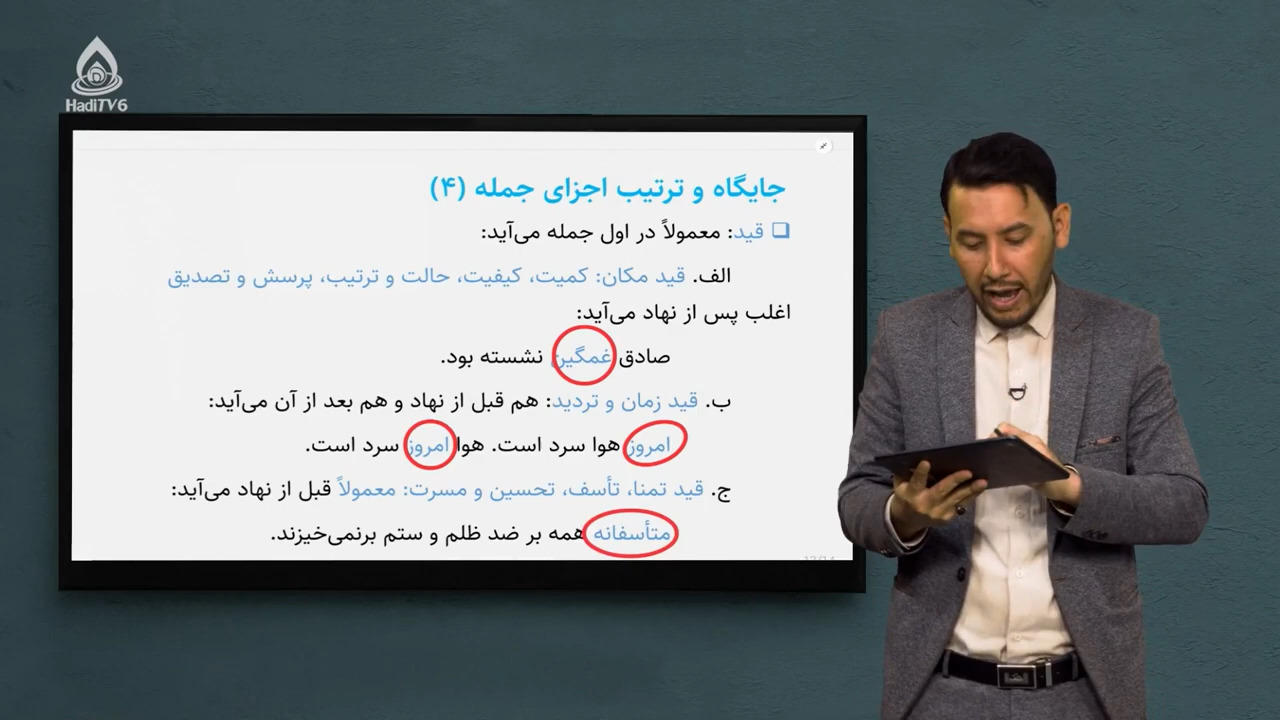 HadiTV6
جایگاه و ترتیب اجزای جمله (۴)
قید: معمولاً در اول جمله می‌آید:
الف. قید مکان: کمیت، کیفیت، حالت و ترتیب، پرسش و تصدیق
اغلب پس از نهاد می‌آید:
صادق غمگین نشسته بود.
ب. قید زمان و تردید: هم قبل از نهاد و هم بعد از آن می‌آید:
امروز هوا سرد است. هوا امروز سرد است.
ج. قید تمنا، تأسف، تحسین و مسرت: معمولاً قبل از نهاد می‌آید:
متأسفانه همه بر ضد ظلم و ستم برنمی‌خیزند.